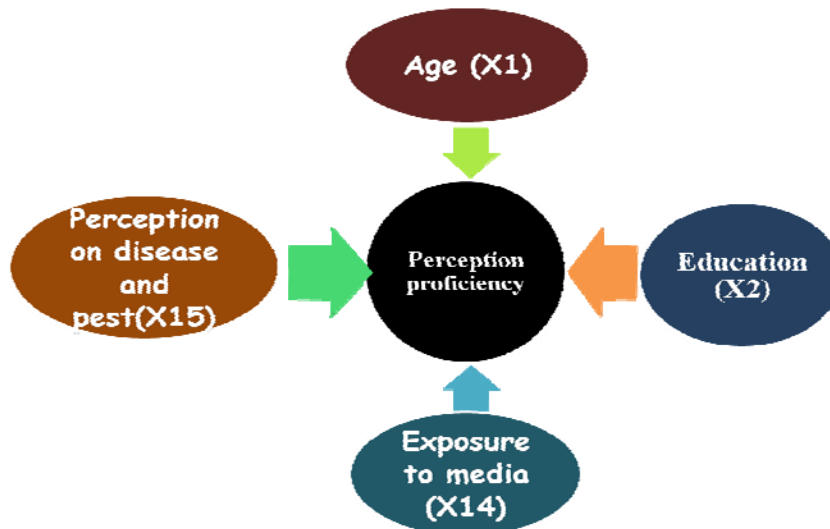 Age (X1)
Perception
on disease
and
pest(X15)
Perception
proficiency
Education
(X2)
Exposure
to media
(X14)